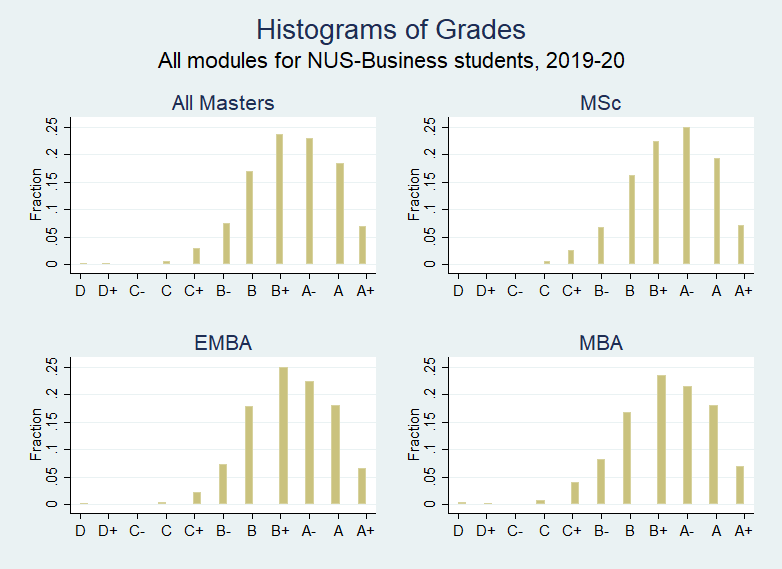 Histograms of Grades
All modules for NUS-Business students, 2019-20
All Masters
Fraction
0 .05 .1 .15 .2 .25
D D+ C- C C+ B- B B+ A- A A+
MSc
Fraction
0 .05 .1 .15 .2 .25
D D+ C- C C+ B- B B+ A- A A+
EMBA
Fraction
0 .05 .1 .15 .2 .25
D D+ C- C C+ B- B B+ A- A A+
MBA
Fraction
0 .05 .1 .15 .2 .25
D D+ C- C C+ B- B B+ A- A A+